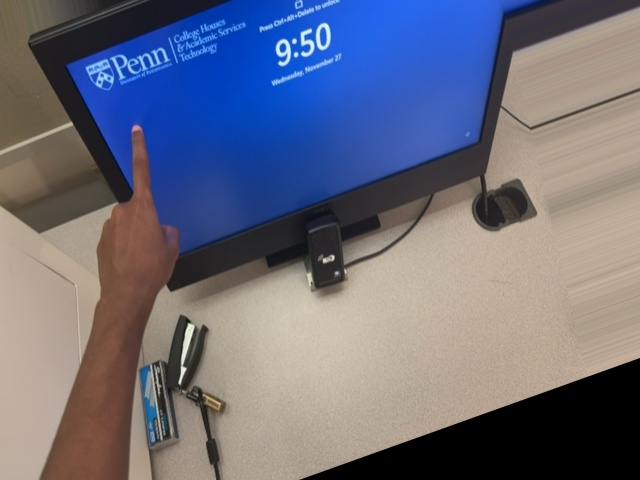 Penn
University of Pennsylvania
College Houses
& Academic Services
Technology
Press Ctrl+Alt+Delete to unlock
9:50
Wednesday, November 27